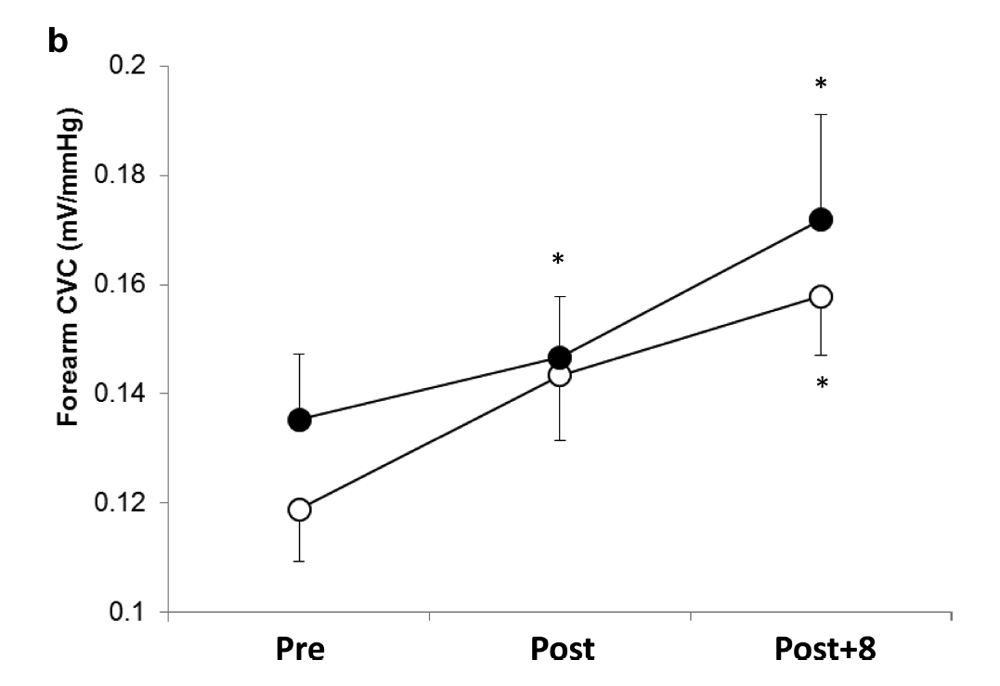 b
Forearm CVC (mV/mmHg)
0.2
0.18
0.16
0.14
0.12
0.1
*
*
*
Pre
Post
Post+8